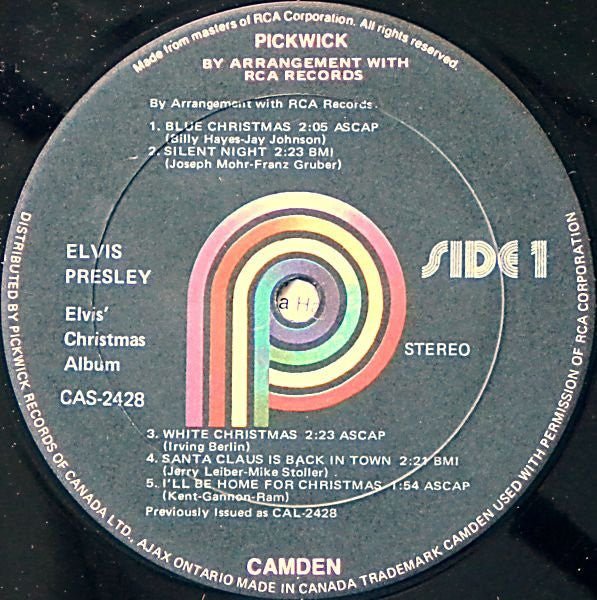 Made from masters of RCA Corporation. All rights reserved.
PICKWICK
BY ARRANGEMENT WITH
RCA RECORDS
By Arrangement with RCA Records.
1. BLUE CHRISTMAS 2:05 ASCAP
(Billy Hayes-Jay Johnson)
2. SILENT NIGHT 2:23 BMI
(Joseph Mohr-Franz Gruber)
ELVIS
PRESLEY
Elvis'
Christmas
Album
CAS-2428
SIDE 1
STEREO
3. WHITE CHRISTMAS 2:23 ASCAP
(Irving Berlin)
4. SANTA CLAUS IS BACK IN TOWN 2:21 BMI
(Jerry Leiber-Mike Stoller)
5. I'LL BE HOME FOR CHRISTMAS 1:54 ASCAP
(Kent-Gannon-Ram)
Previously Issued as CAL-2428
CAMDEN
DISTRIBUTED BY PICKWICK RECORDS OF CANADA LTD., AJAX ONTARIO MADE IN CANADA TRADEMARK CAMDEN USED WITH PERMISSION OF RCA CORPORATION